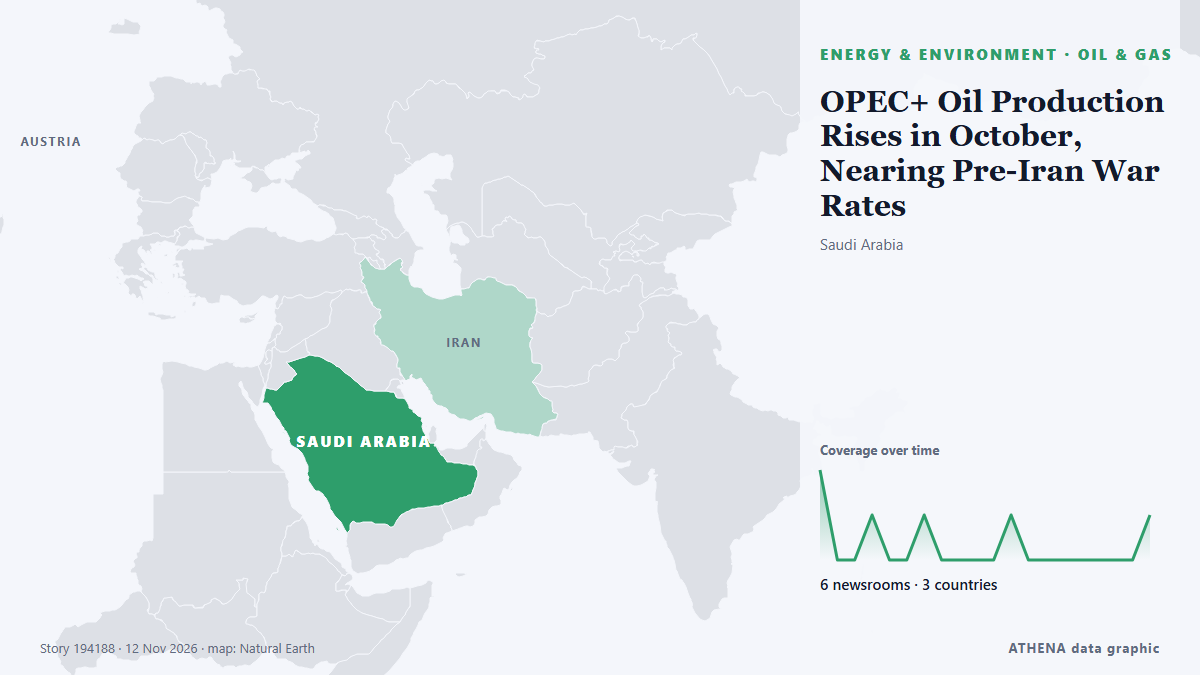 ENERGY & ENVIRONMENT · OIL & GAS
OPEC+ Oil Production
Rises in October,
Nearing Pre-Iran War
Rates
Saudi Arabia
AUSTRIA
IRAN
SAUDI ARABIA
Coverage over time
6 newsrooms · 3 countries
Story 194188 · 12 Nov 2026 · map: Natural Earth
ATHENA data graphic